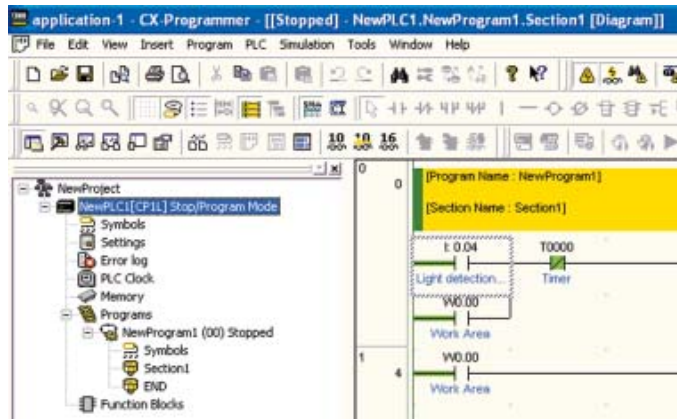 application-1 - CX-Programmer - [[Stopped] - NewPLC1.NewProgram1.Section1 [Diagram]]
File Edit View Insert Program PLC Simulation Tools Window Help
10 10 16
NewProject
NewPLC1[CP1L] Stop/Program Mode
Symbols
Settings
Error log
PLC Clock
Memory
Programs
NewProgram1 (00) Stopped
Symbols
Section1
END
Function Blocks
0
0
[Program Name : NewProgram1]
[Section Name : Section1]
I: 0.04 T0000
Light detection... Timer
W0.00
Work Area
1
4
W0.00
Work Area